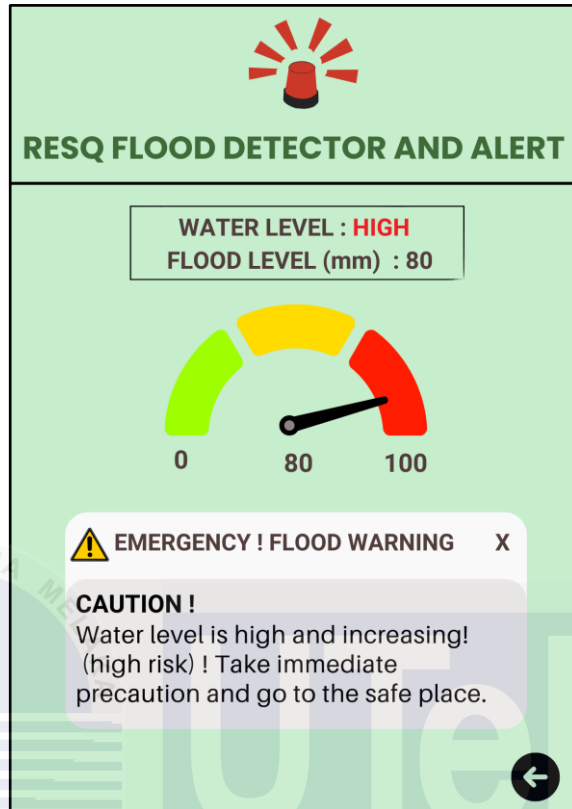 RESQ FLOOD DETECTOR AND ALERT
WATER LEVEL : HIGH
FLOOD LEVEL (mm) : 80
0 80 100
EMERGENCY ! FLOOD WARNING X
CAUTION !
Water level is high and increasing!
(high risk) ! Take immediate
precaution and go to the safe place.
UTe